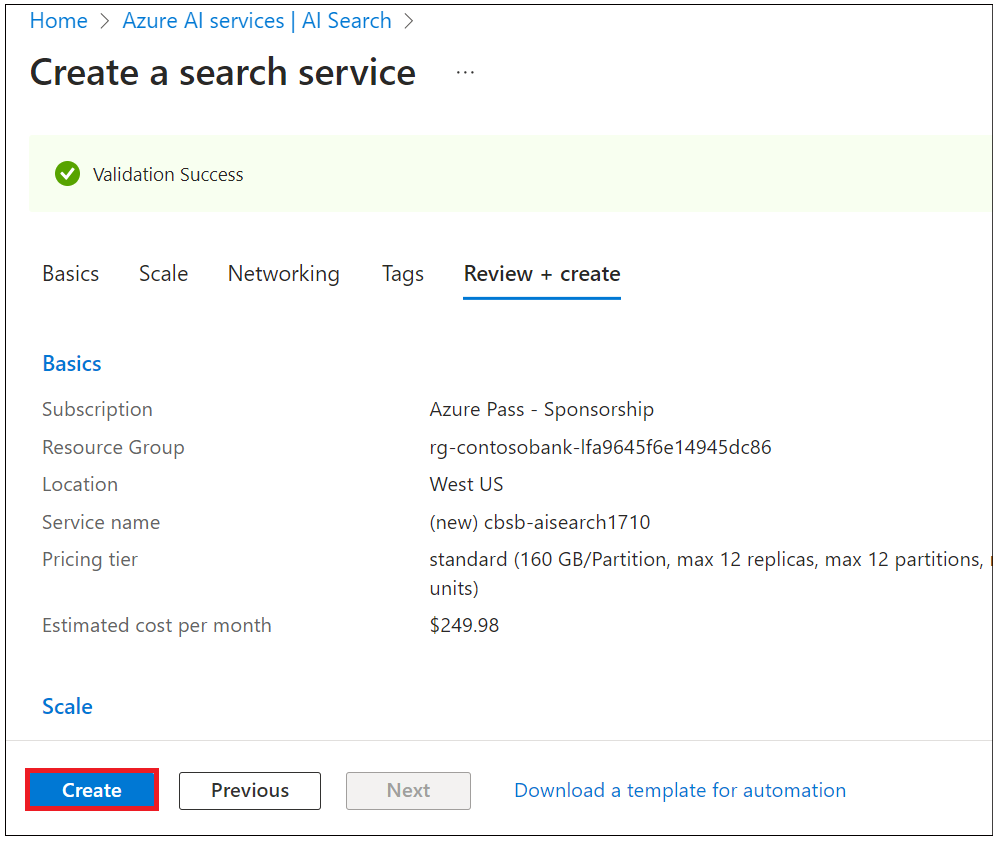 Home > Azure AI services | AI Search >
Create a search service ...
Validation Success
Basics Scale Networking Tags Review + create
Basics
Subscription Azure Pass - Sponsorship
Resource Group rg-contosobank-lfa9645f6e14945dc86
Location West US
Service name (new) cbsb-aisearch1710
Pricing tier standard (160 GB/Partition, max 12 replicas, max 12 partitions,
units)
Estimated cost per month $249.98
Scale
Create Previous Next Download a template for automation